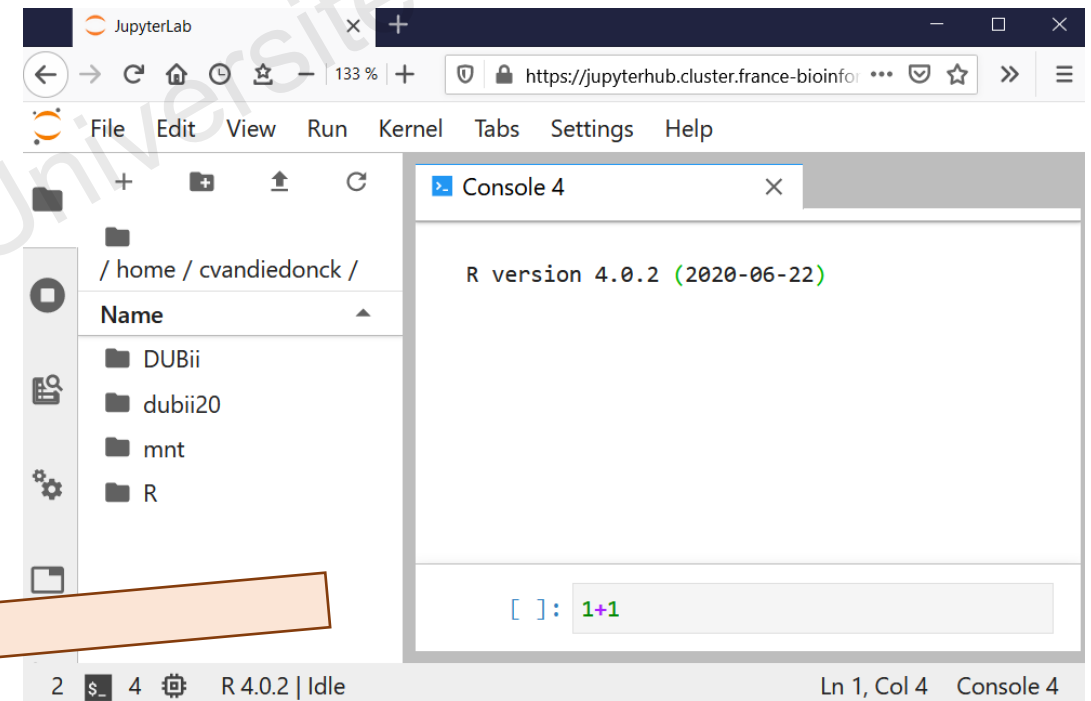 JupyterLab
133 %
https://jupyterhub.cluster.france-bioinfor
File Edit View Run Kernel Tabs Settings Help
Console 4
/ home / cvandiedonck /
Name
DUBii
dubii20
mnt
R
R version 4.0.2 (2020-06-22)
[ ]: 1+1
2 $_ 4 R 4.0.2 | Idle Ln 1, Col 4 Console 4
Universite